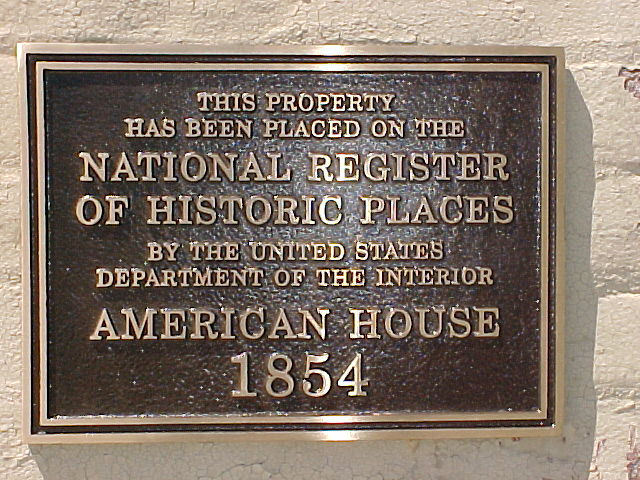 THIS PROPERTY
HAS BEEN PLACED ON THE
NATIONAL REGISTER
OF HISTORIC PLACES
BY THE UNITED STATES
DEPARTMENT OF THE INTERIOR
AMERICAN HOUSE
1854